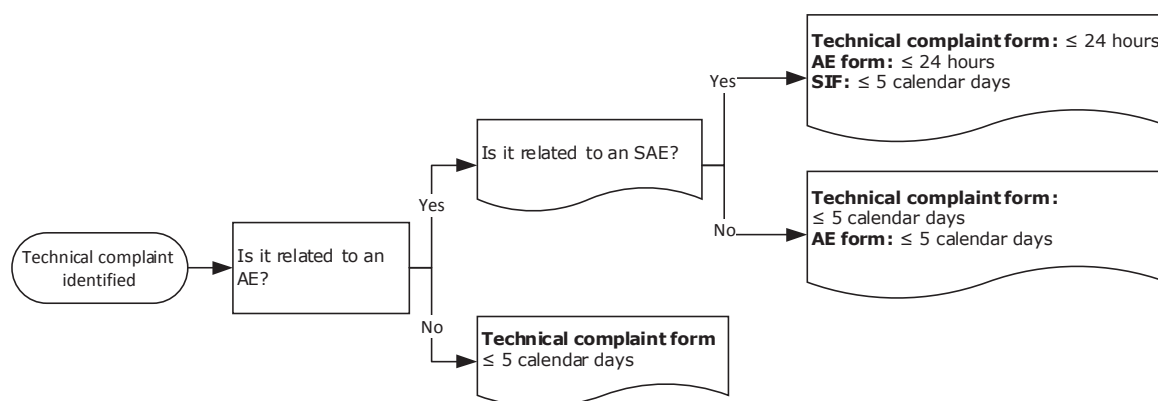 Technical complaint
identified
Is it related to an
AE?
Yes
No
Is it related to an SAE?
Yes
No
Technical complaint form: ≤ 24 hours
AE form: ≤ 24 hours
SIF: ≤ 5 calendar days
Technical complaint form:
≤ 5 calendar days
AE form: ≤ 5 calendar days
Technical complaint form
≤ 5 calendar days